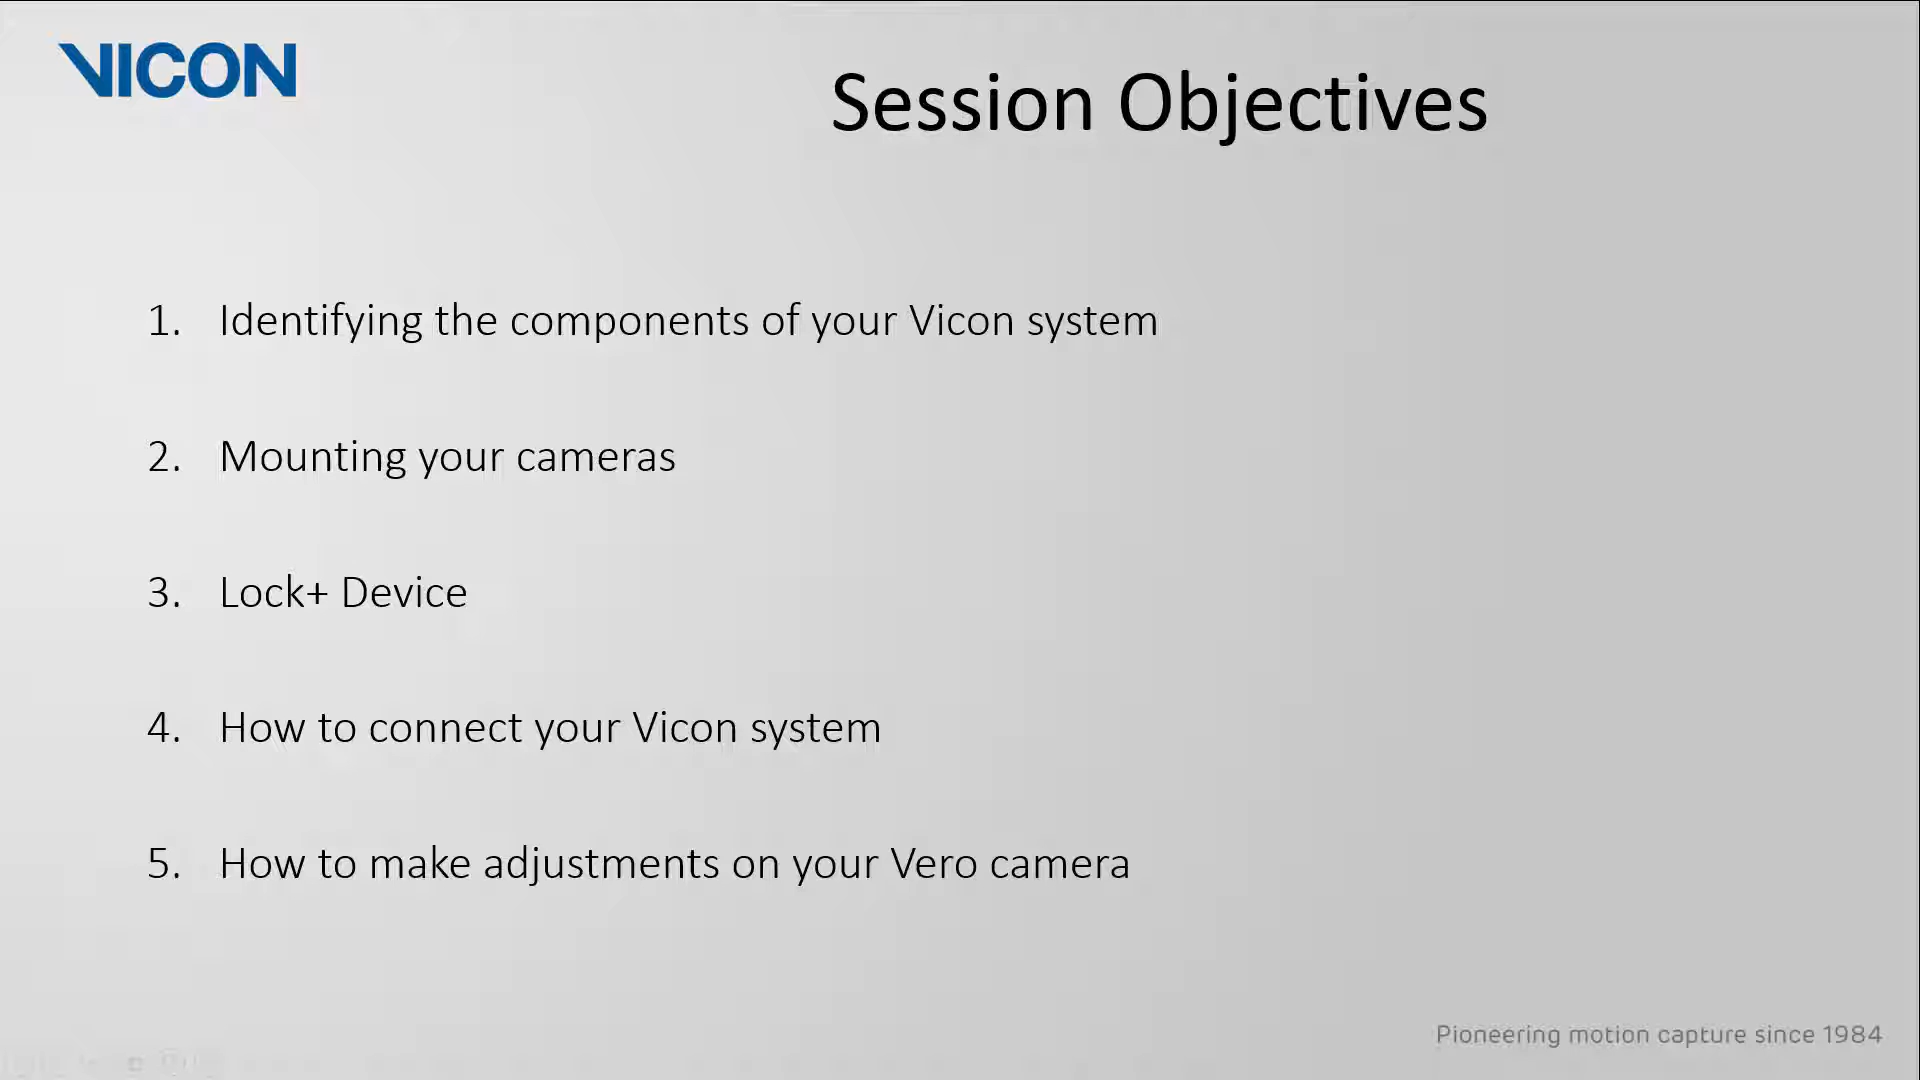 VICON
Session Objectives
1. Identifying the components of your Vicon system
2. Mounting your cameras
3. Lock+ Device
4. How to connect your Vicon system
5. How to make adjustments on your Vero camera
Pioneering motion capture since 1984